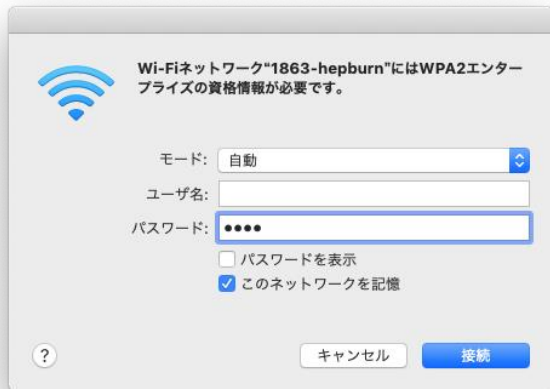 Wi-Fiネットワーク“1863-hepburn”にはWPA2エンター
プライズの資格情報が必要です。
モード: 自動
ユーザ名:
パスワード: ••••
パスワードを表示
このネットワークを記憶
? キャンセル 接続